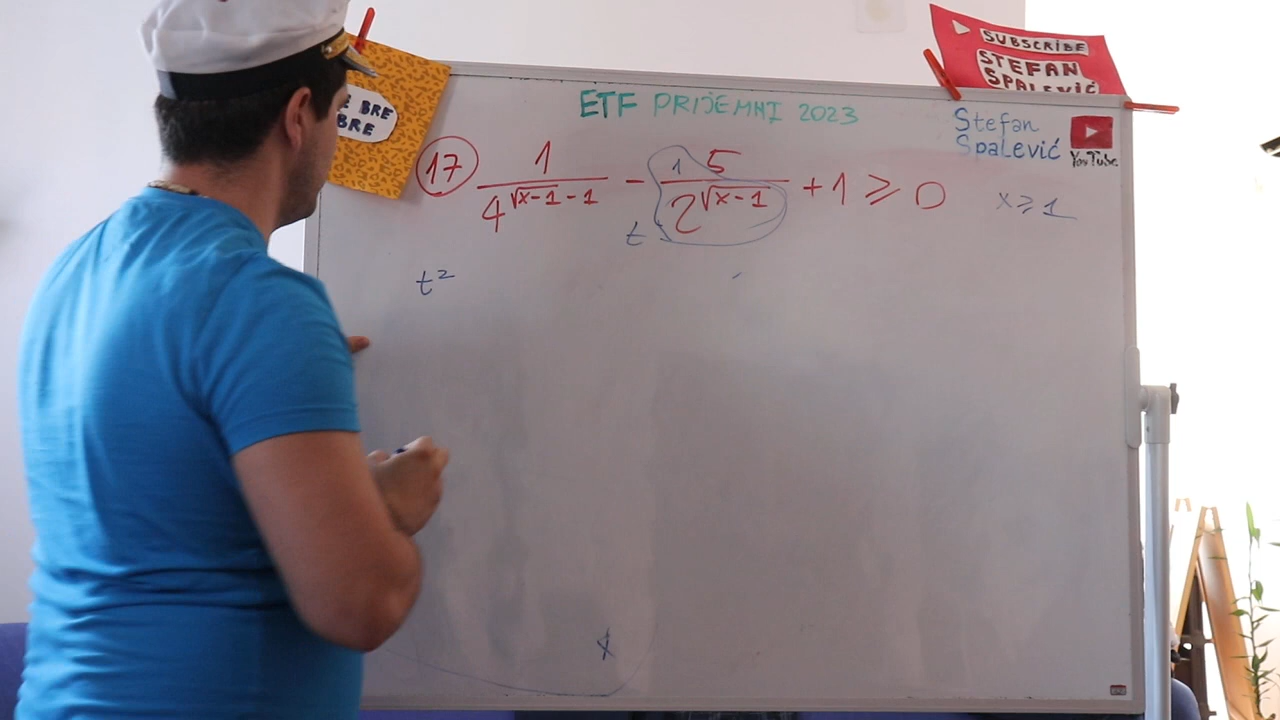 SUBSCRIBE
STEFAN
SPALEVIĆ
BRE
BRE
ETF PRIJEMNI 2023
Stefan
Spalević
YouTube
17 1/4^(√x-1 - 1) - 1 5/2^(√x-1) + 1 ≥ 0 x ≥ 1
t
t²